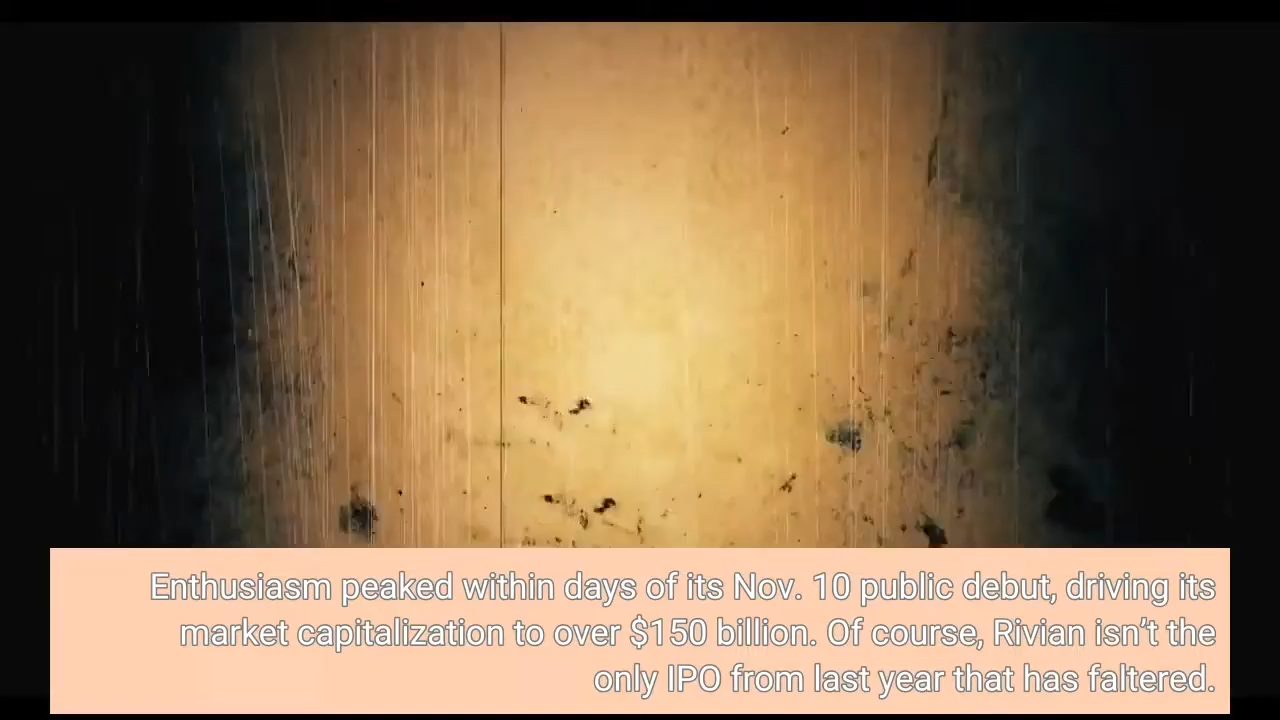 Enthusiasm peaked within days of its Nov. 10 public debut, driving its
market capitalization to over $150 billion. Of course, Rivian isn’t the
only IPO from last year that has faltered.